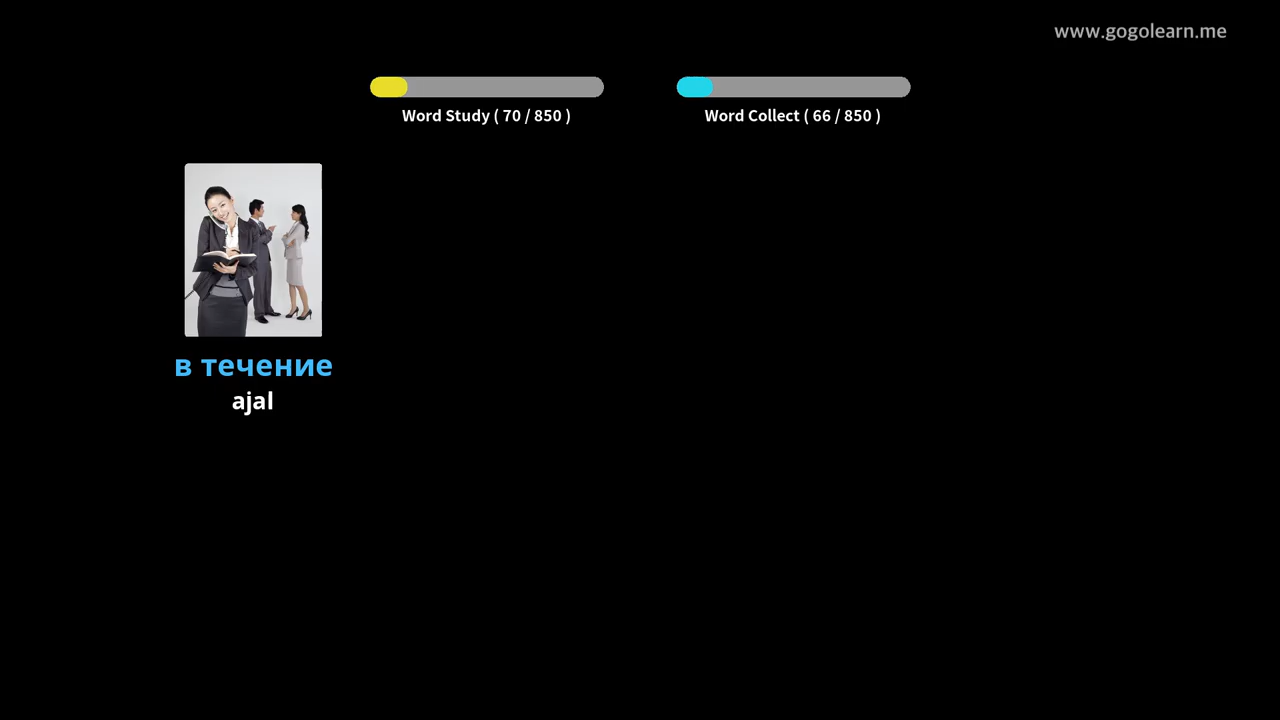 www.gogolearn.me
Word Study ( 70 / 850 )
Word Collect ( 66 / 850 )
в течение
ajal